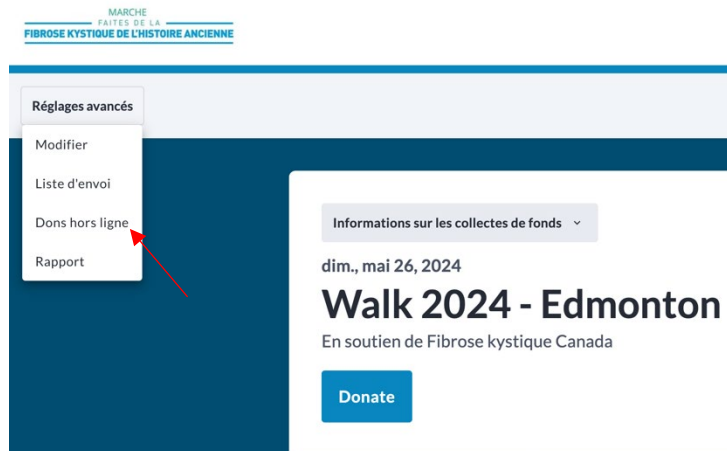 MARCHE
FAITES DE LA
FIBROSE KYSTIQUE DE L'HISTOIRE ANCIENNE
Réglages avancés
Modifier
Liste d'envoi
Dons hors ligne
Rapport
Informations sur les collectes de fonds
dim., mai 26, 2024
Walk 2024 - Edmonton
En soutien de Fibrose kystique Canada
Donate